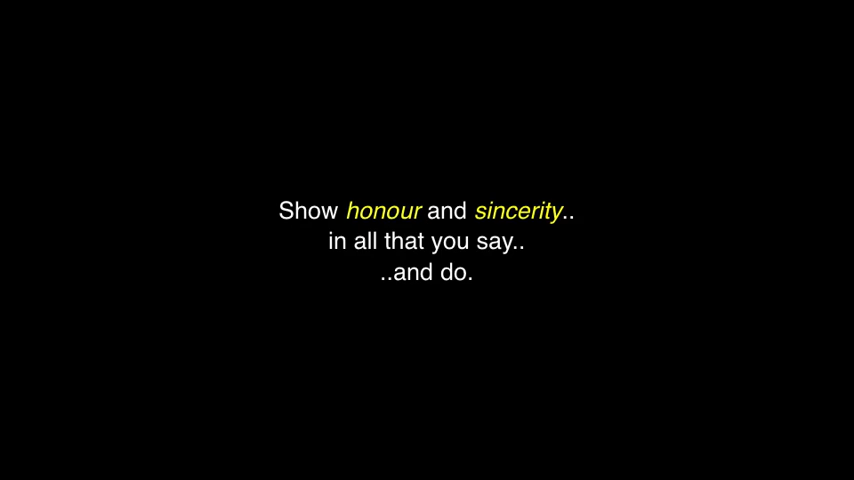 Show honour and sincerity..
in all that you say..
..and do.